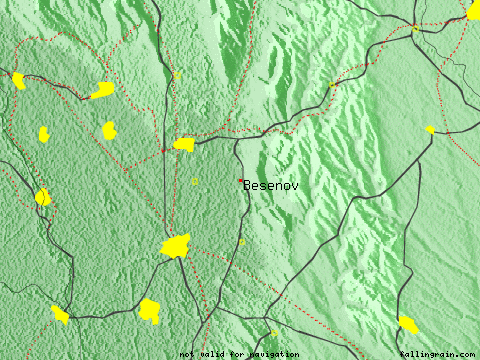 Besenov
not valid for navigation
fallingrain.com